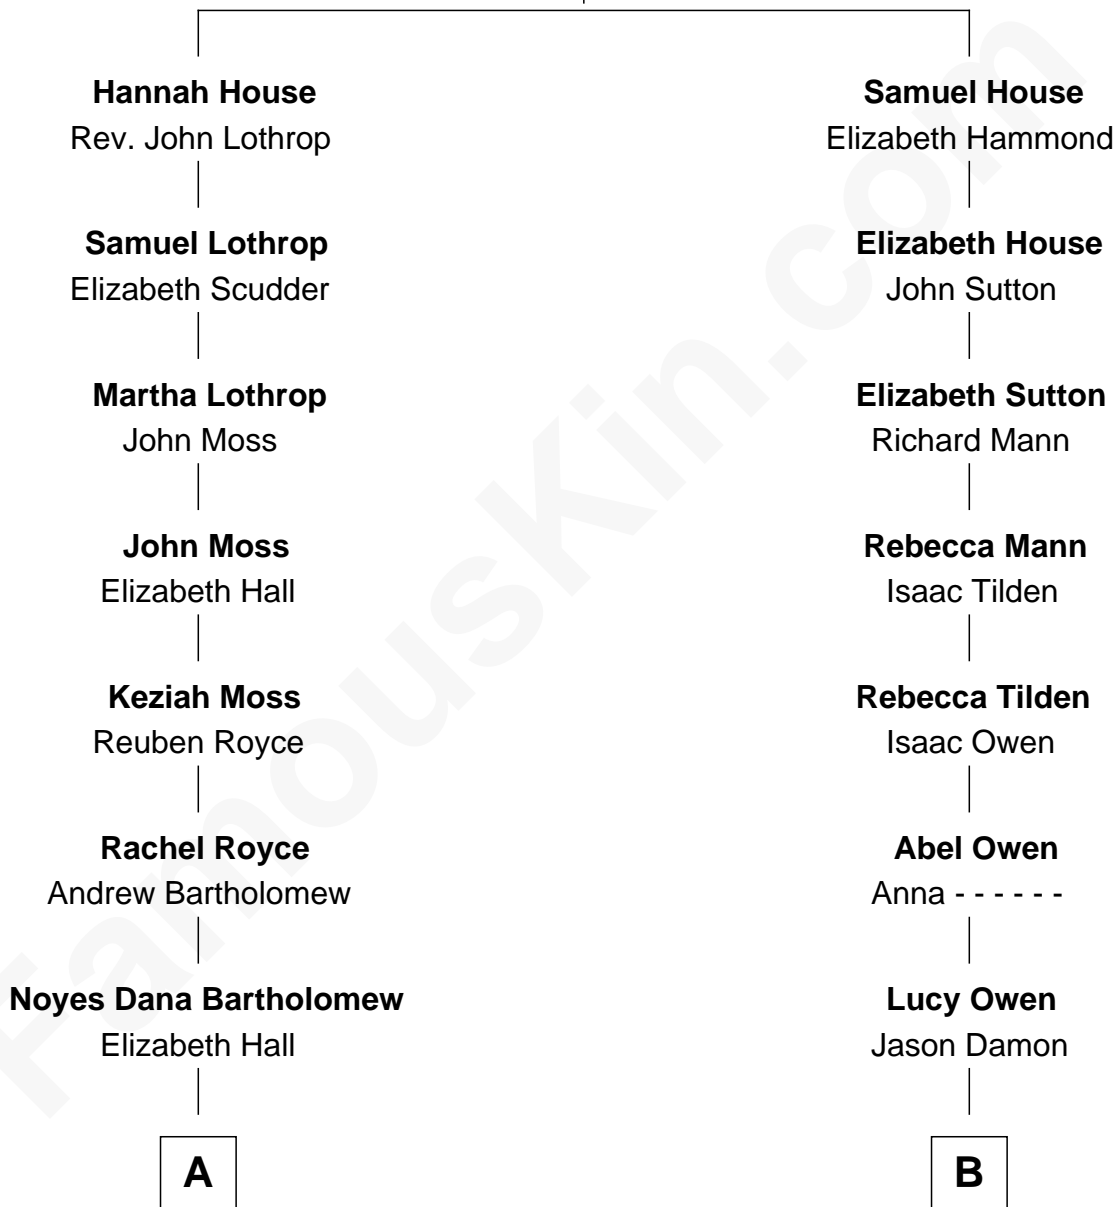 Hannah House
Rev. John Lothrop
Samuel Lothrop
Elizabeth Scudder
Martha Lothrop
John Moss
John Moss
Elizabeth Hall
Keziah Moss
Reuben Royce
Rachel Royce
Andrew Bartholomew
Noyes Dana Bartholomew
Elizabeth Hall
A
Samuel House
Elizabeth Hammond
Elizabeth House
John Sutton
Elizabeth Sutton
Richard Mann
Rebecca Mann
Isaac Tilden
Rebecca Tilden
Isaac Owen
Abel Owen
Anna - - - - - -
Lucy Owen
Jason Damon
B
FamousKin.com